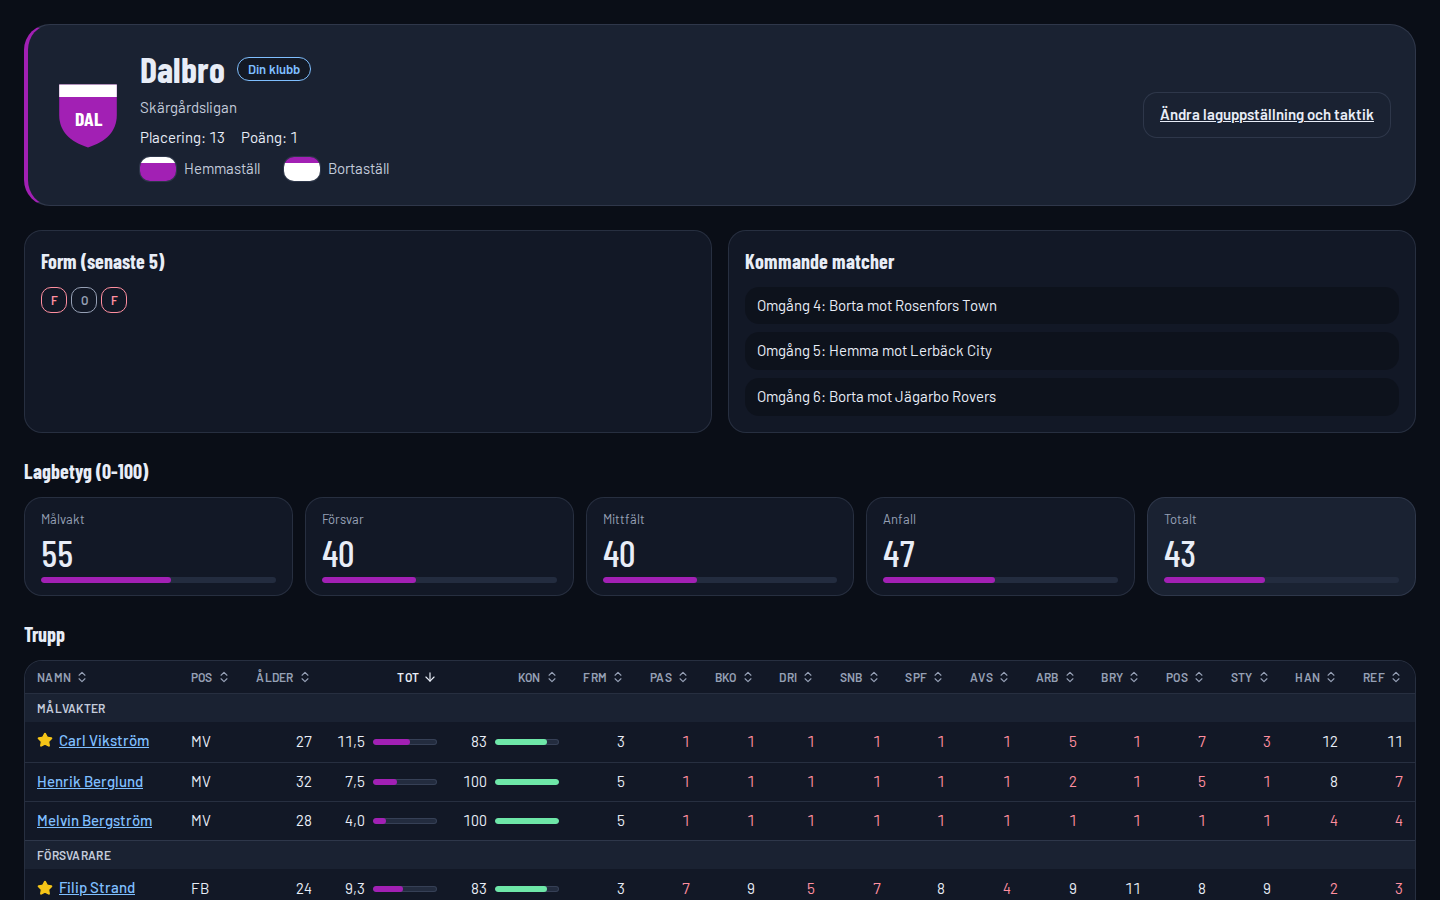 Dalbro Din klubb
DAL
Skärgårdsligan
Placering: 13 Poäng: 1
Hemmaställ Bortaställ
Ändra laguppställning och taktik
Form (senaste 5)
F O F
Kommande matcher
Omgång 4: Borta mot Rosenfors Town
Omgång 5: Hemma mot Lerbäck City
Omgång 6: Borta mot Jägarbo Rovers
Lagbetyg (0-100)
Målvakt
55
Försvar
40
Mittfält
40
Anfall
47
Totalt
43
Trupp
NAMN POS ÅLDER TOT KON FRM PAS BKO DRI SNB SPF AVS ARB BRY POS STY HAN REF
MÅLVAKTER
Carl Vikström MV 27 11,5 83 3 1 1 1 1 1 1 5 1 7 3 12 11
Henrik Berglund MV 32 7,5 100 5 1 1 1 1 1 1 2 1 5 1 8 7
Melvin Bergström MV 28 4,0 100 5 1 1 1 1 1 1 1 1 1 1 4 4
FÖRSVARARE
Filip Strand FB 24 9,3 83 3 7 9 5 7 8 4 9 11 8 9 2 3